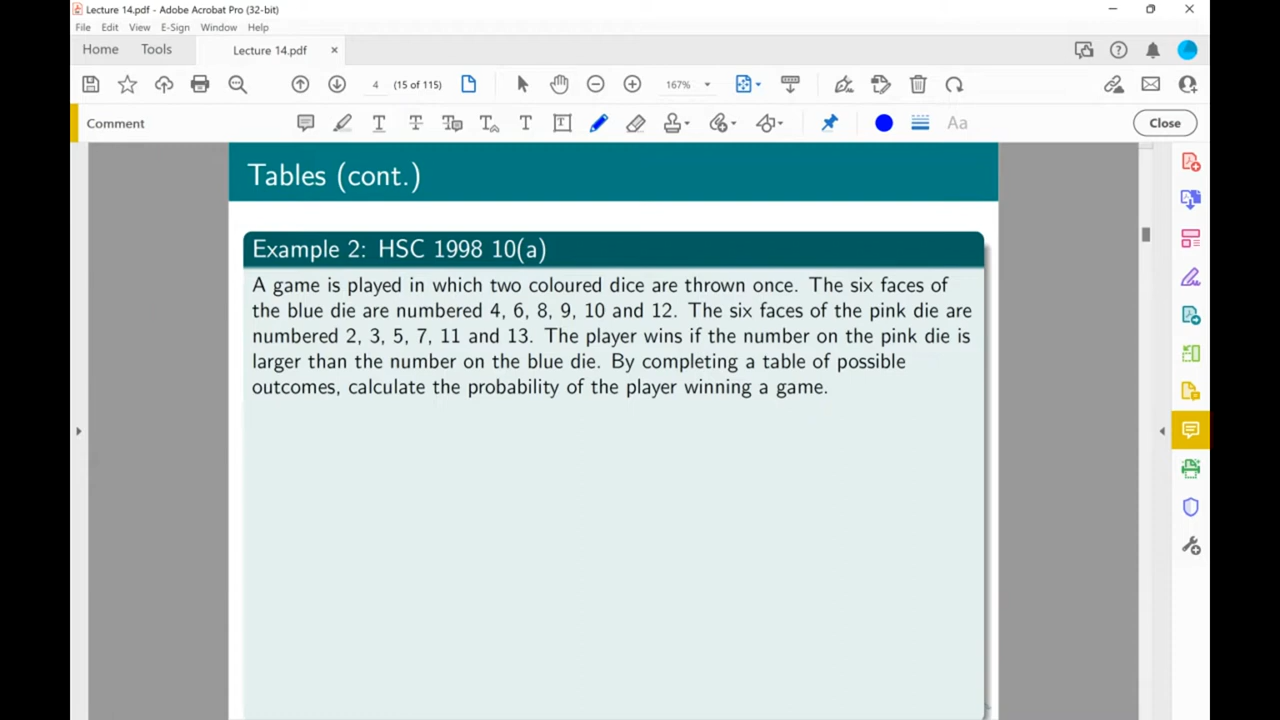 Lecture 14.pdf - Adobe Acrobat Pro (32-bit)
File Edit View E-Sign Window Help
Home Tools Lecture 14.pdf ×
4 (15 of 115) 167%
Comment Aa Close
Tables (cont.)
Example 2: HSC 1998 10(a)
A game is played in which two coloured dice are thrown once. The six faces of
the blue die are numbered 4, 6, 8, 9, 10 and 12. The six faces of the pink die are
numbered 2, 3, 5, 7, 11 and 13. The player wins if the number on the pink die is
larger than the number on the blue die. By completing a table of possible
outcomes, calculate the probability of the player winning a game.